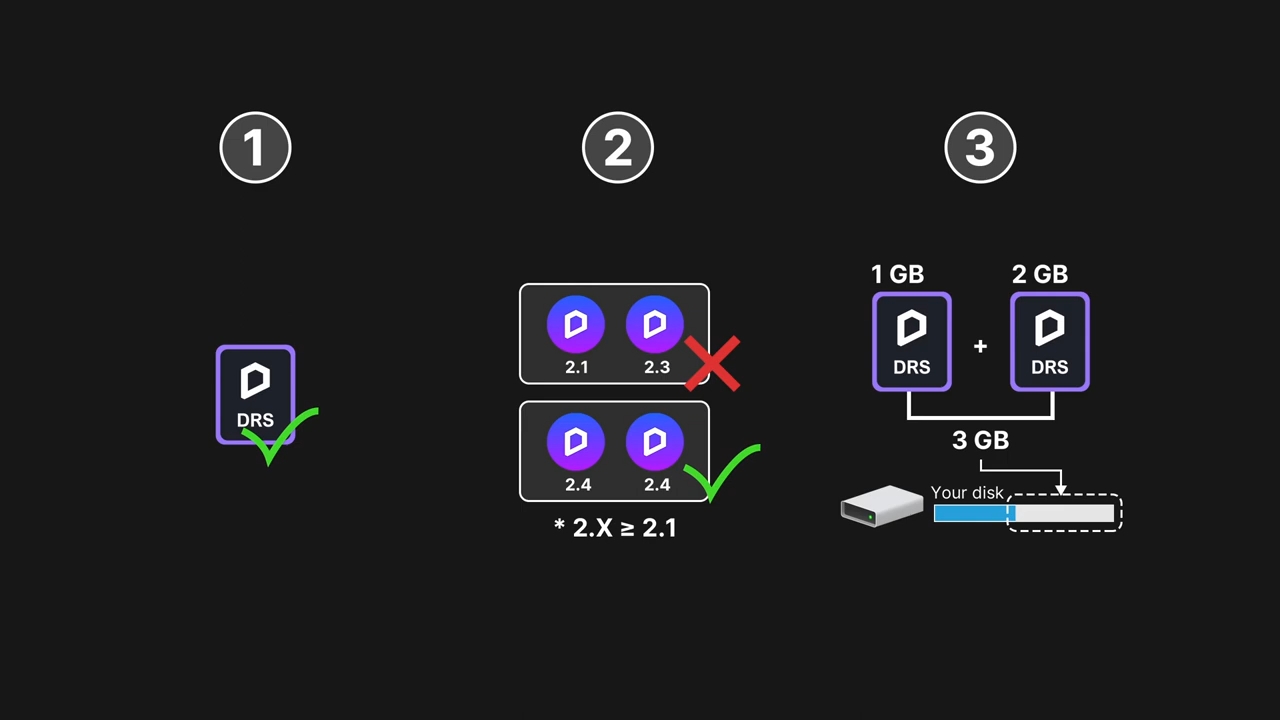 1
2
3
DRS
2.1 2.3
2.4 2.4
* 2.X ≥ 2.1
1 GB 2 GB
DRS + DRS
3 GB
Your disk